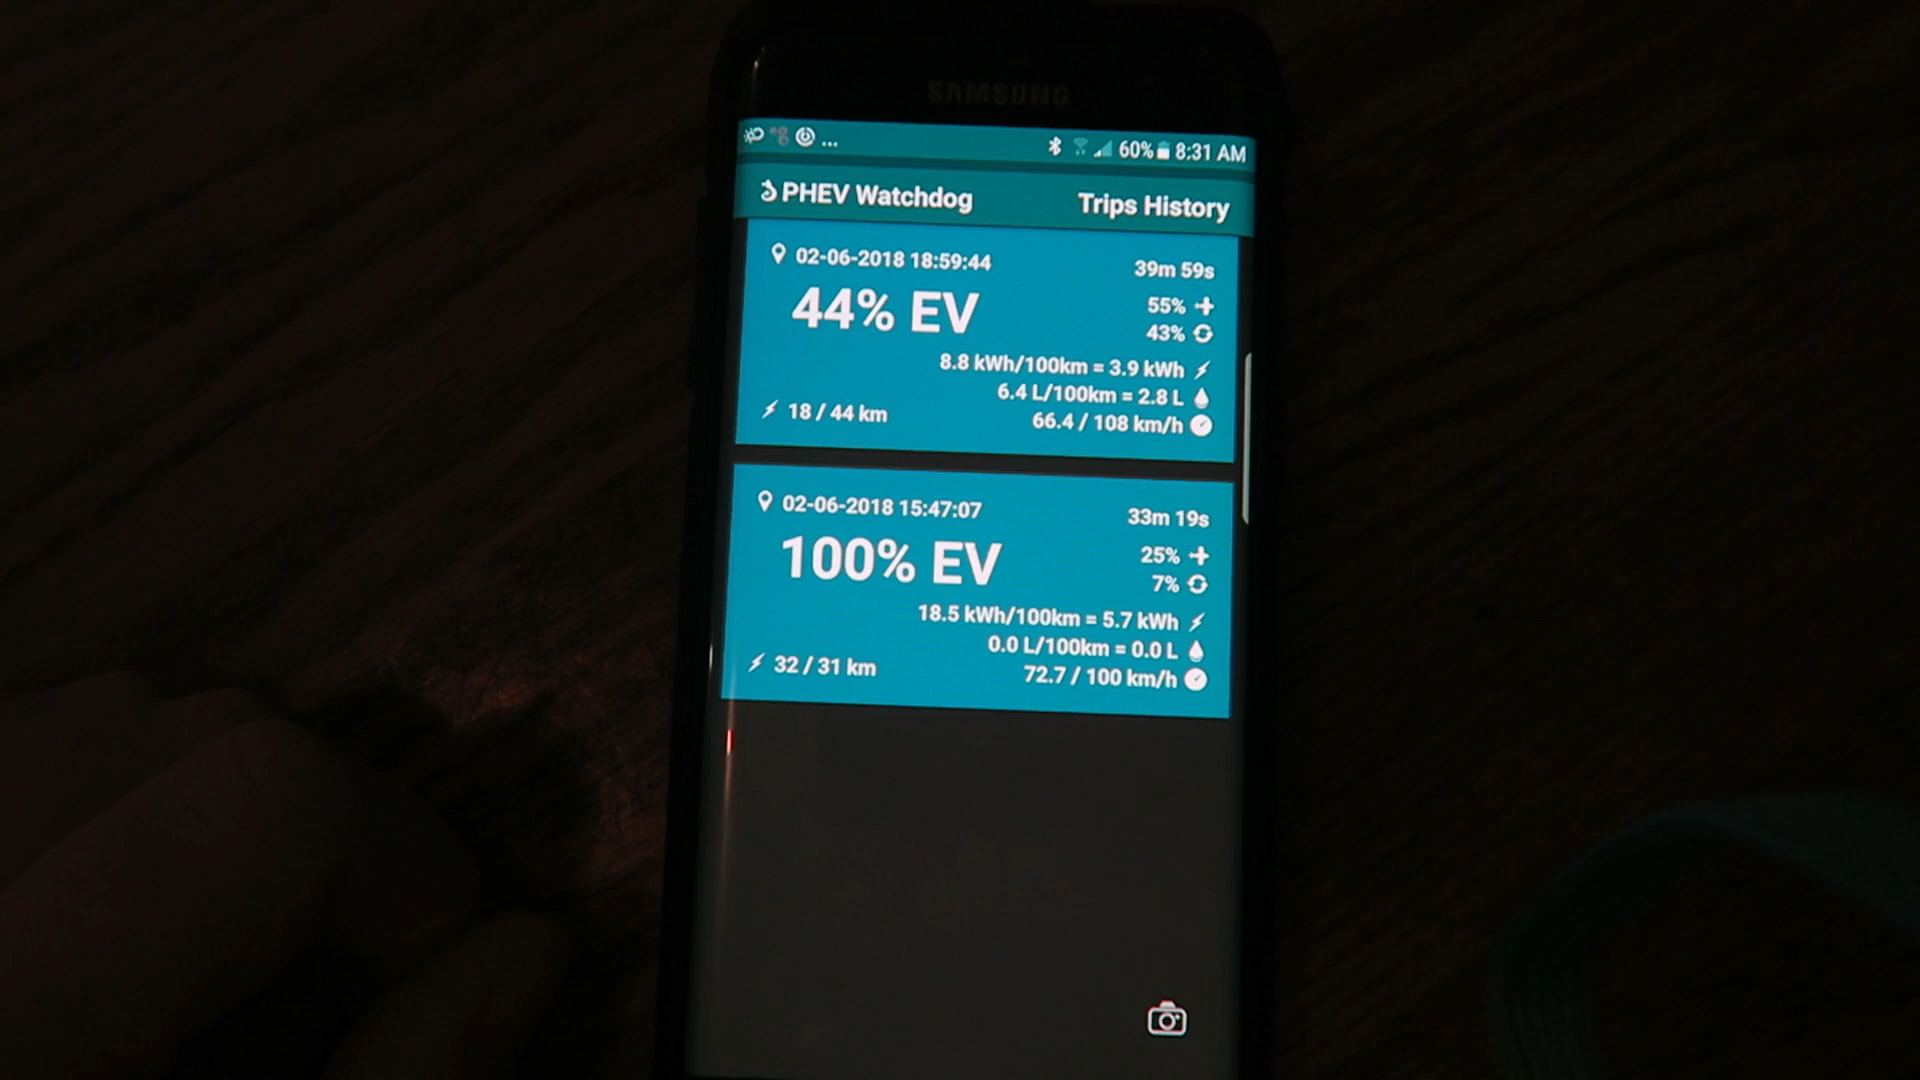 SAMSUNG
... 60% 8:31 AM
PHEV Watchdog Trips History
02-06-2018 18:59:44 39m 59s
44% EV 55%
43%
8.8 kWh/100km = 3.9 kWh
6.4 L/100km = 2.8 L
18 / 44 km 66.4 / 108 km/h
02-06-2018 15:47:07 33m 19s
100% EV 25%
7%
18.5 kWh/100km = 5.7 kWh
0.0 L/100km = 0.0 L
32 / 31 km 72.7 / 100 km/h